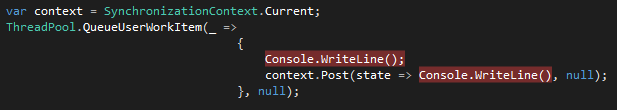 var context = SynchronizationContext.Current;
ThreadPool.QueueUserWorkItem(_ =>
{
Console.WriteLine();
context.Post(state => Console.WriteLine(), null);
}, null);